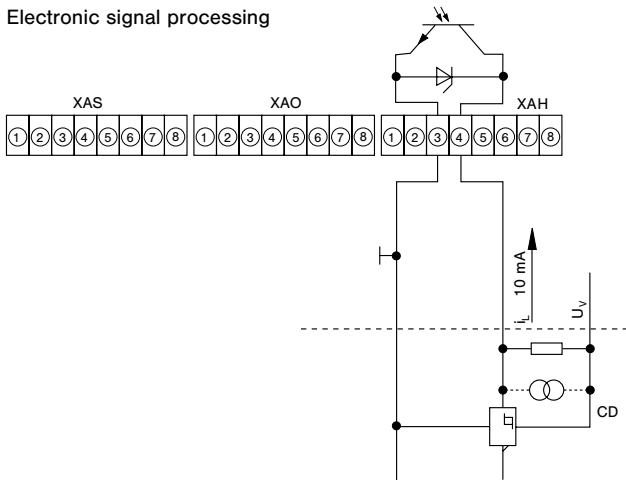 Electronic signal processing
XAS XAO XAH
1 2 3 4 5 6 7 8 1 2 3 4 5 6 7 8 1 2 3 4 5 6 7 8
iL 10 mA
UV
CD